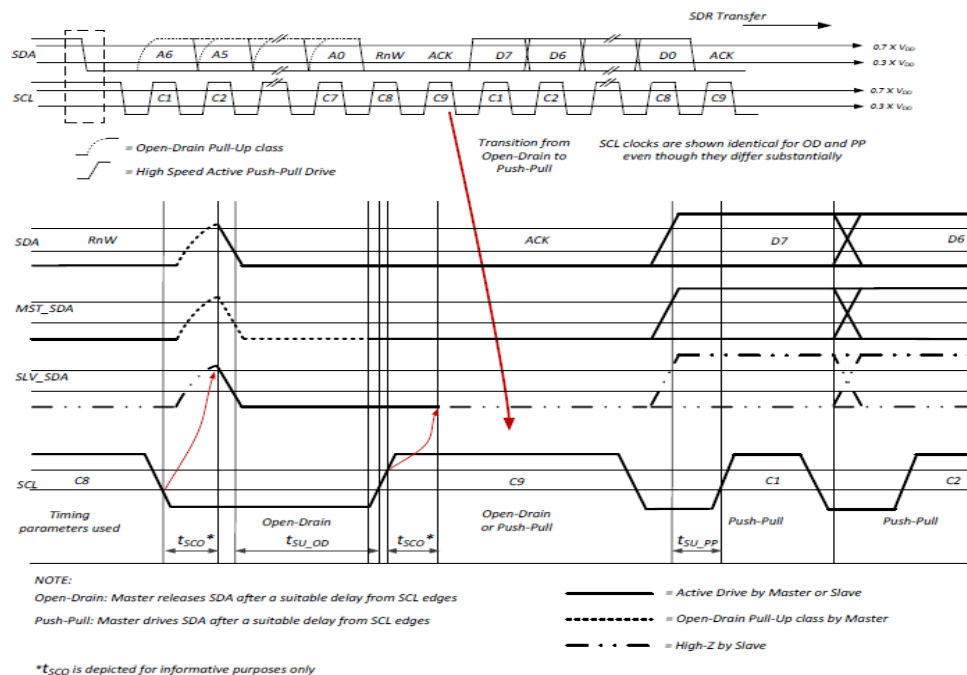 SDR Transfer
SDA A6 A5 A0 RnW ACK D7 D6 D0 ACK
0.7 X VDD
0.3 X VDD
SCL C1 C2 C7 C8 C9 C1 C2 C8 C9
0.7 X VDD
0.3 X VDD
= Open-Drain Pull-Up class
= High Speed Active Push-Pull Drive
Transition from
Open-Drain to
Push-Pull
SCL clocks are shown identical for OD and PP
even though they differ substantially
SDA RnW ACK D7 D6
MST_SDA
SLV_SDA
SCL C8 C9 C1 C2
Timing
parameters used
Open-Drain
Open-Drain
or Push-Pull
Push-Pull
Push-Pull
tSCO* tSU_OD tSCO* tSU_PP
NOTE:
Open-Drain: Master releases SDA after a suitable delay from SCL edges
Push-Pull: Master drives SDA after a suitable delay from SCL edges
= Active Drive by Master or Slave
= Open-Drain Pull-Up class by Master
= High-Z by Slave
*tSCO is depicted for informative purposes only